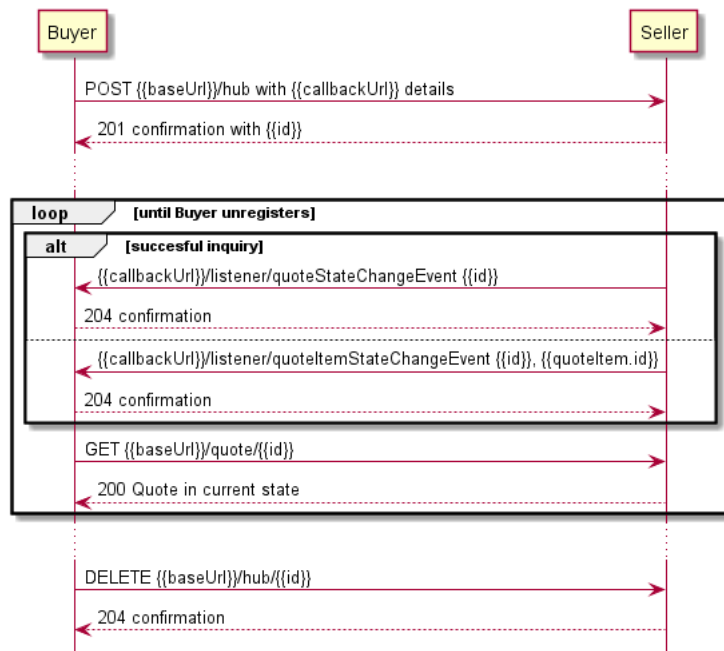 Buyer
Seller
POST {{baseUrl}}/hub with {{callbackUrl}} details
201 confirmation with {{id}}
loop
[until Buyer unregisters]
alt
[succesful inquiry]
{{callbackUrl}}/listener/quoteStateChangeEvent {{id}}
204 confirmation
{{callbackUrl}}/listener/quoteItemStateChangeEvent {{id}}, {{quoteItem.id}}
204 confirmation
GET {{baseUrl}}/quote/{{id}}
200 Quote in current state
DELETE {{baseUrl}}/hub/{{id}}
204 confirmation